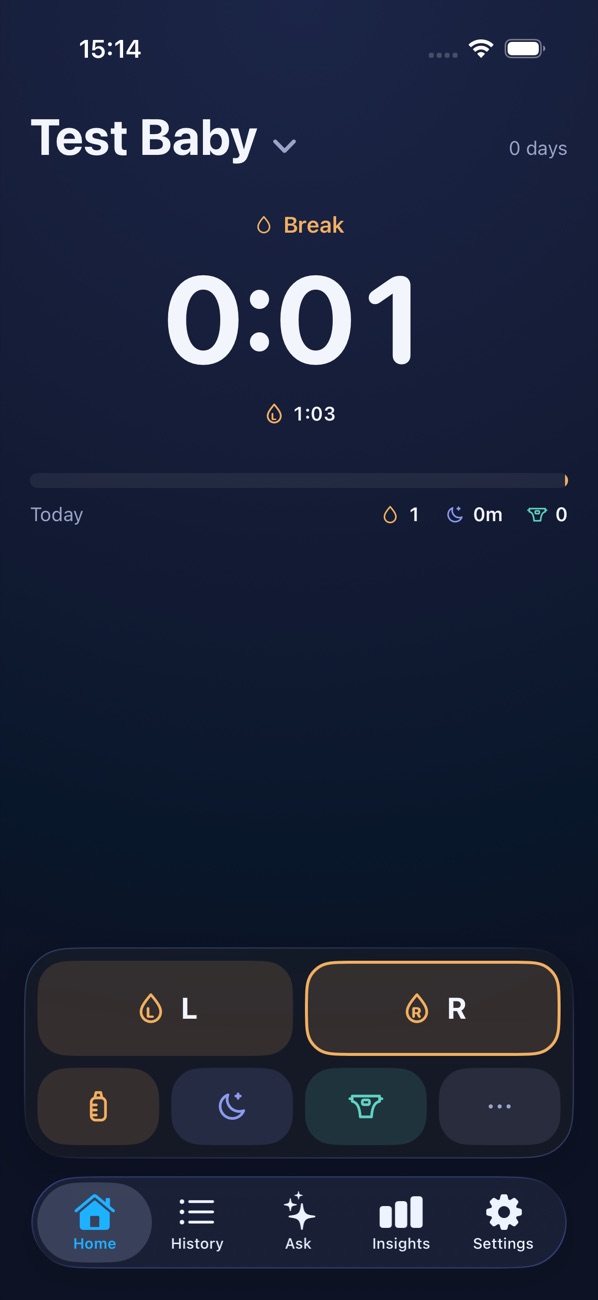 15:14
Test Baby
0 days
Break
0:01
L 1:03
Today
1
0m
0
L L
R R
Home
History
Ask
Insights
Settings